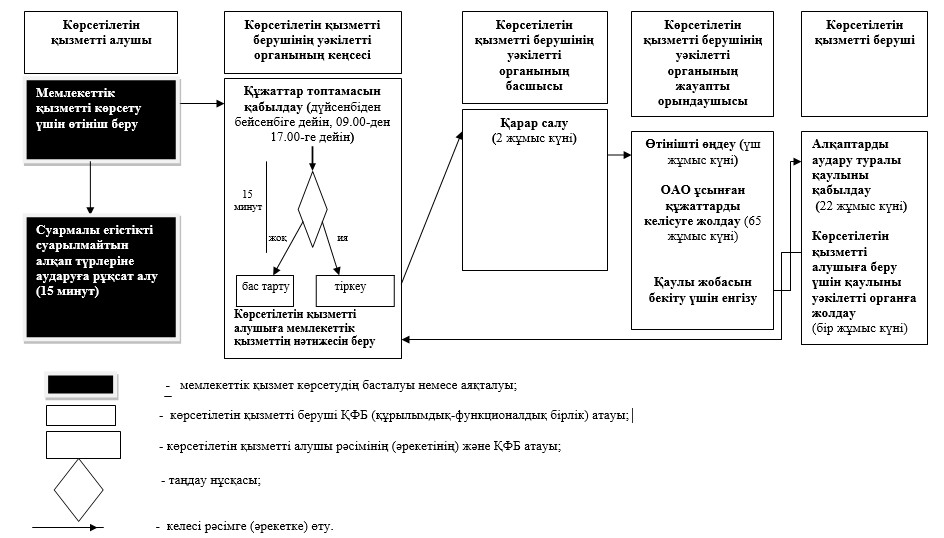 Көрсетілетін
қызметті алушы
Көрсетілетін қызметті
берушінің уәкілетті
органының кеңсесі
Көрсетілетін
қызметті берушінің
уәкілетті
органының
басшысы
Көрсетілетін
қызметті берушінің
уәкілетті
органының
жауапты
орындаушысы
Көрсетілетін
қызметті беруші
Мемлекеттік
қызметті көрсету
үшін өтініш беру
Суармалы егістікті
суарылмайтын
алқап түрлеріне
аударуға рұқсат алу
(15 минут)
Құжаттар топтамасын
қабылдау (дүйсенбіден
бейсенбіге дейін, 09.00-ден
17.00-ге дейін)
15
минут
жоқ
ия
бас тарту
тіркеу
Көрсетілетін қызметті
алушыға мемлекеттік
қызметтің нәтижесін беру
Қарар салу
(2 жұмыс күні)
Өтінішті өңдеу (үш
жұмыс күні)
ОАО ұсынған
құжаттарды
келісуге жолдау (65
жұмыс күні)
Қаулы жобасын
бекіту үшін енгізу
Алқаптарды
аудару туралы
қаулыны
қабылдау
(22 жұмыс күні)
Көрсетілетін
қызметті
алушыға беру
үшін қаулыны
уәкілетті органға
жолдау
(бір жұмыс күні)
- мемлекеттік қызмет көрсетудің басталуы немесе аяқталуы;
- көрсетілетін қызметті беруші ҚФБ (құрылымдық-функционалдық бірлік) атауы;
- көрсетілетін қызметті алушы рәсімінің (әрекетінің) және ҚФБ атауы;
- таңдау нұсқасы;
- келесі рәсімге (әрекетке) өту.